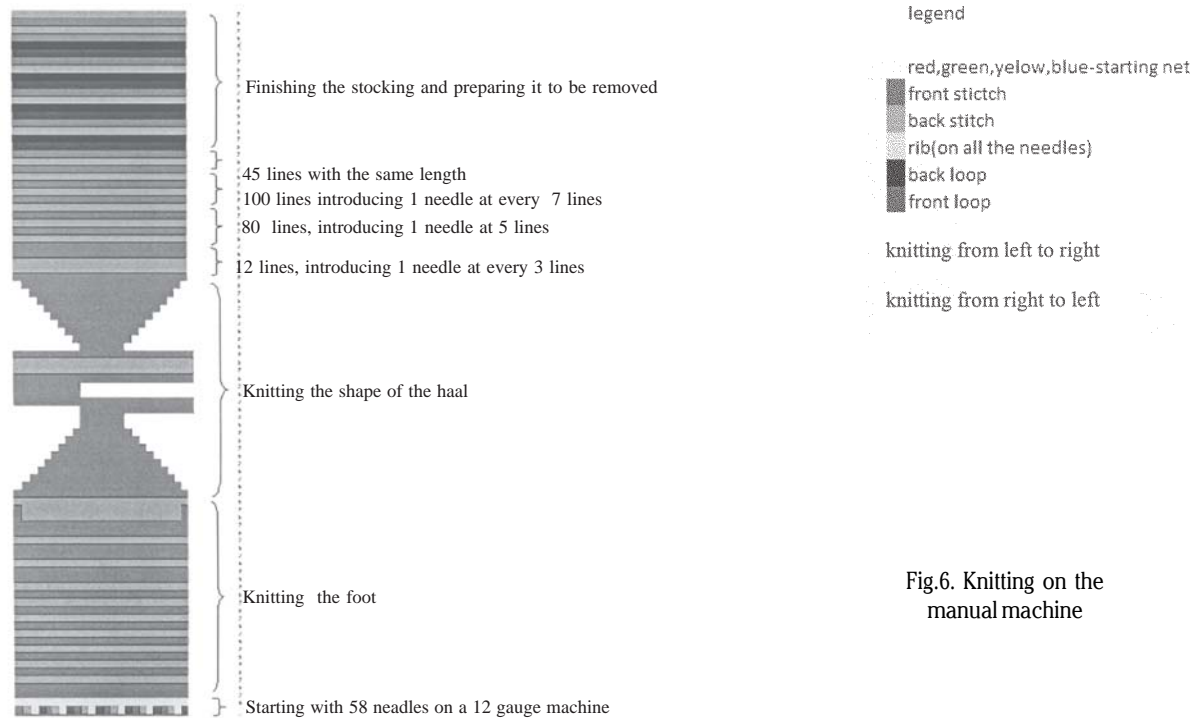 Finishing the stocking and preparing it to be removed
45 lines with the same length
100 lines introducing 1 needle at every 7 lines
80 lines, introducing 1 needle at 5 lines
12 lines, introducing 1 needle at every 3 lines
Knitting the shape of the haal
Knitting the foot
Starting with 58 neadles on a 12 gauge machine
legend
red,green,yelow,blue-starting net
front stictch
back stitch
rib(on all the needles)
back loop
front loop
knitting from left to right
knitting from right to left
Fig.6. Knitting on the
manual machine